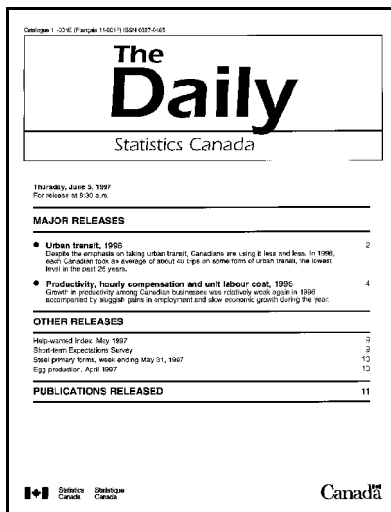 Catalogue 11-001E (Français 11-001F) ISSN 0827-0465
The
Daily
Statistics Canada
Thursday, June 5, 1997
For release at 8:30 a.m.
MAJOR RELEASES
● Urban transit, 1996 2
Despite the emphasis on taking urban transit, Canadians are using it less and less. In 1996,
each Canadian took an average of about 48 trips on some form of urban transit, the lowest
level in the past 25 years.
● Productivity, hourly compensation and unit labour cost, 1996 4
Growth in productivity among Canadian businesses was relatively weak again in 1996
accompanied by sluggish gains in employment and slow economic growth during the year.
OTHER RELEASES
Help-wanted Index, May 1997 9
Short-term Expectations Survey 9
Steel primary forms, week ending May 31, 1997 10
Egg production, April 1997 10
PUBLICATIONS RELEASED 11
Statistics Statistique
Canada Canada
Canada